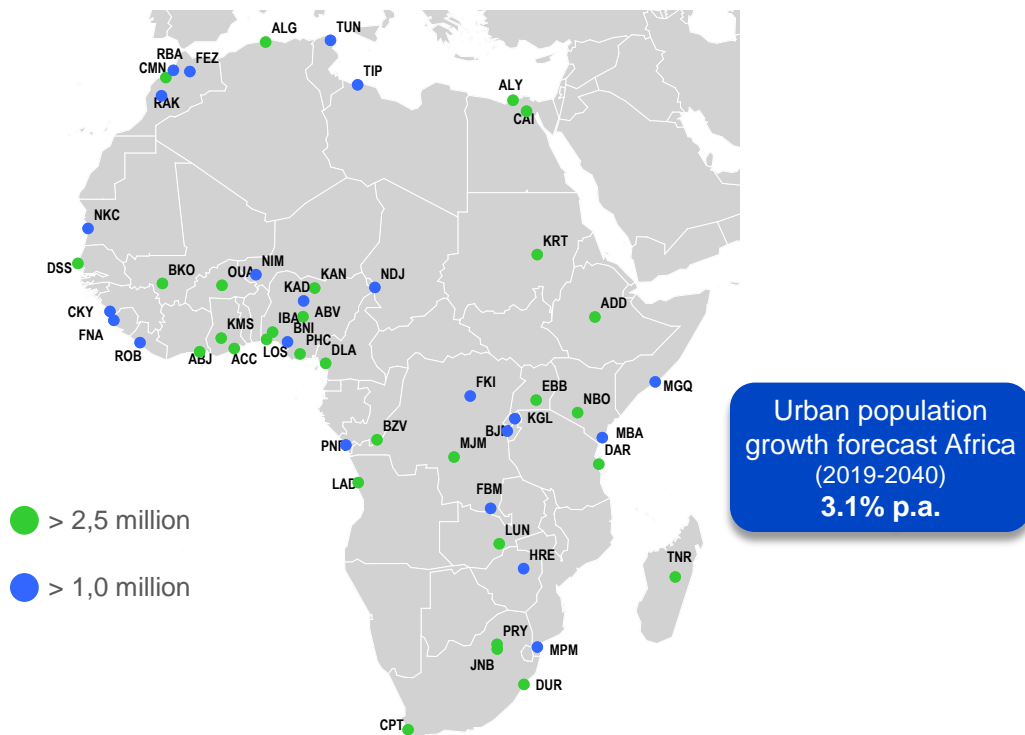 ALG
TUN
RBA
FEZ
CMN
RAK
TIP
ALY
CAI
NKC
DSS
BKO
OUA
NIM
KAN
KAD
NDJ
KRT
ADD
CKY
FNA
ROB
KMS
IBA
ABV
BNI
PHC
ABJ
ACC
LOS
DLA
FKI
EBB
NBO
MGQ
KGL
BJM
MBA
PNR
BZV
MJM
DAR
LAD
FBM
LUN
HRE
TNR
PRY
JNB
MPM
DUR
CPT
> 2,5 million
> 1,0 million
Urban population
growth forecast Africa
(2019-2040)
3.1% p.a.